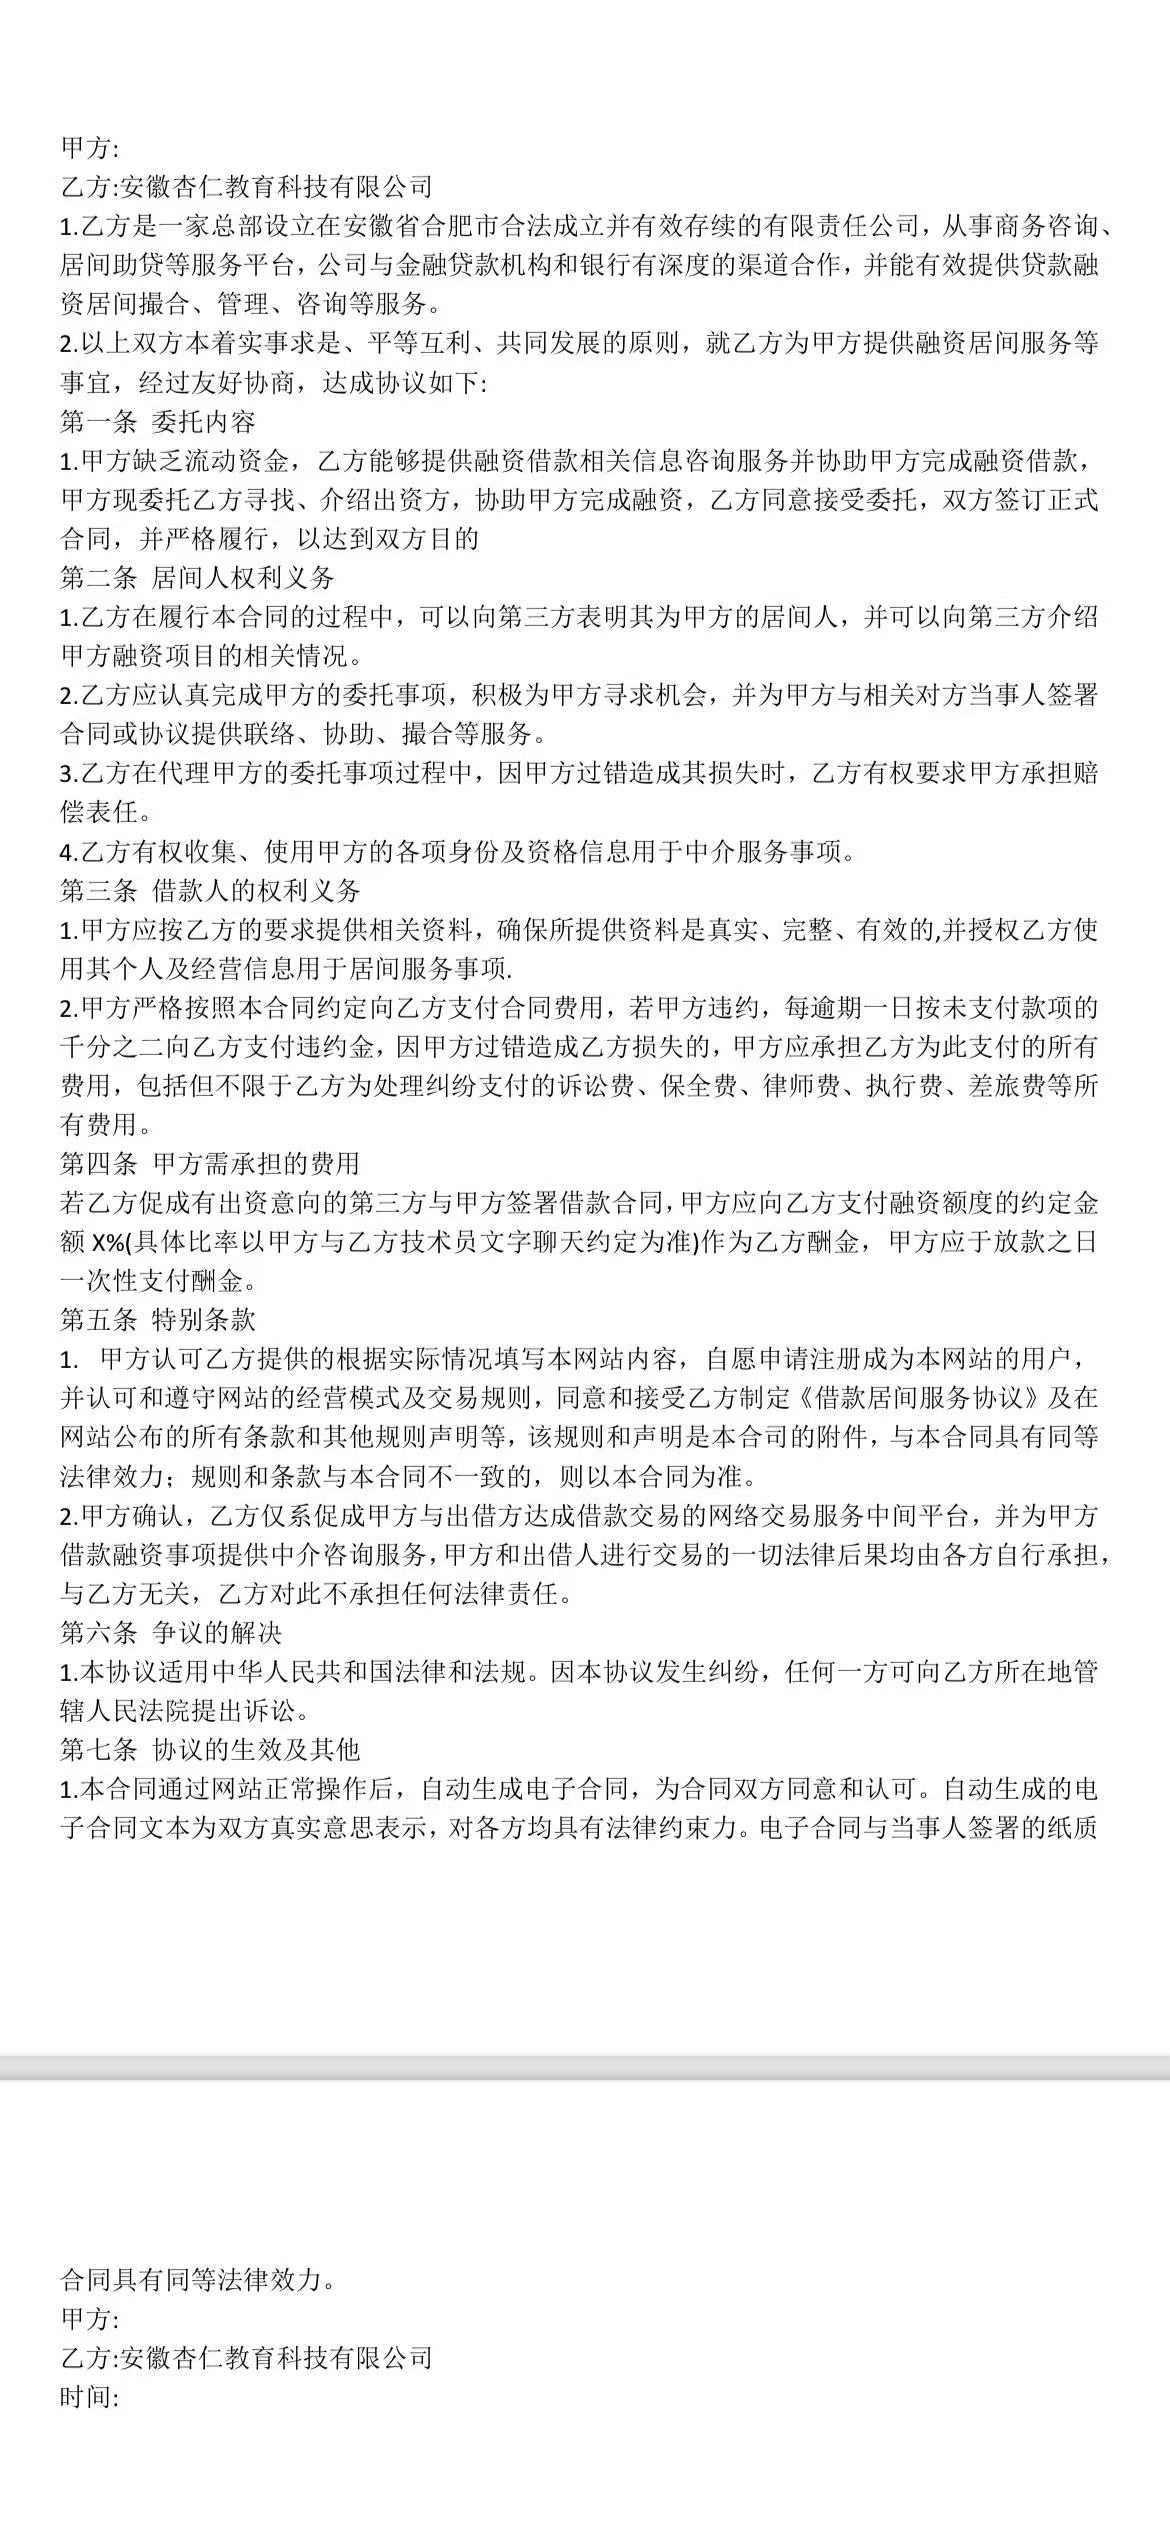 甲方:
乙方:安徽杏仁教育科技有限公司
1.乙方是一家总部设立在安徽省合肥市合法成立并有效存续的有限责任公司，从事商务咨询、
居间助贷等服务平台，公司与金融贷款机构和银行有深度的渠道合作，并能有效提供贷款融
资居间撮合、管理、咨询等服务。
2.以上双方本着实事求是、平等互利、共同发展的原则，就乙方为甲方提供融资居间服务等
事宜，经过友好协商，达成协议如下:
第一条 委托内容
1.甲方缺乏流动资金，乙方能够提供融资借款相关信息咨询服务并协助甲方完成融资借款，
甲方现委托乙方寻找、介绍出资方，协助甲方完成融资，乙方同意接受委托，双方签订正式
合同，并严格履行，以达到双方目的
第二条 居间人权利义务
1.乙方在履行本合同的过程中，可以向第三方表明其为甲方的居间人，并可以向第三方介绍
甲方融资项目的相关情况。
2.乙方应认真完成甲方的委托事项，积极为甲方寻求机会，并为甲方与相关对方当事人签署
合同或协议提供联络、协助、撮合等服务。
3.乙方在代理甲方的委托事项过程中，因甲方过错造成其损失时，乙方有权要求甲方承担赔
偿表任。
4.乙方有权收集、使用甲方的各项身份及资格信息用于中介服务事项。
第三条 借款人的权利义务
1.甲方应按乙方的要求提供相关资料，确保所提供资料是真实、完整、有效的,并授权乙方使
用其个人及经营信息用于居间服务事项.
2.甲方严格按照本合同约定向乙方支付合同费用，若甲方违约，每逾期一日按未支付款项的
千分之二向乙方支付违约金，因甲方过错造成乙方损失的，甲方应承担乙方为此支付的所有
费用，包括但不限于乙方为处理纠纷支付的诉讼费、保全费、律师费、执行费、差旅费等所
有费用。
第四条 甲方需承担的费用
若乙方促成有出资意向的第三方与甲方签署借款合同，甲方应向乙方支付融资额度的约定金
额 X%(具体比率以甲方与乙方技术员文字聊天约定为准)作为乙方酬金，甲方应于放款之日
一次性支付酬金。
第五条 特别条款
1. 甲方认可乙方提供的根据实际情况填写本网站内容，自愿申请注册成为本网站的用户，
并认可和遵守网站的经营模式及交易规则，同意和接受乙方制定《借款居间服务协议》及在
网站公布的所有条款和其他规则声明等，该规则和声明是本合司的附件，与本合同具有同等
法律效力；规则和条款与本合同不一致的，则以本合同为准。
2.甲方确认，乙方仅系促成甲方与出借方达成借款交易的网络交易服务中间平台，并为甲方
借款融资事项提供中介咨询服务，甲方和出借人进行交易的一切法律后果均由各方自行承担，
与乙方无关，乙方对此不承担任何法律责任。
第六条 争议的解决
1.本协议适用中华人民共和国法律和法规。因本协议发生纠纷，任何一方可向乙方所在地管
辖人民法院提出诉讼。
第七条 协议的生效及其他
1.本合同通过网站正常操作后，自动生成电子合同，为合同双方同意和认可。自动生成的电
子合同文本为双方真实意思表示，对各方均具有法律约束力。电子合同与当事人签署的纸质
合同具有同等法律效力。
甲方:
乙方:安徽杏仁教育科技有限公司
时间: